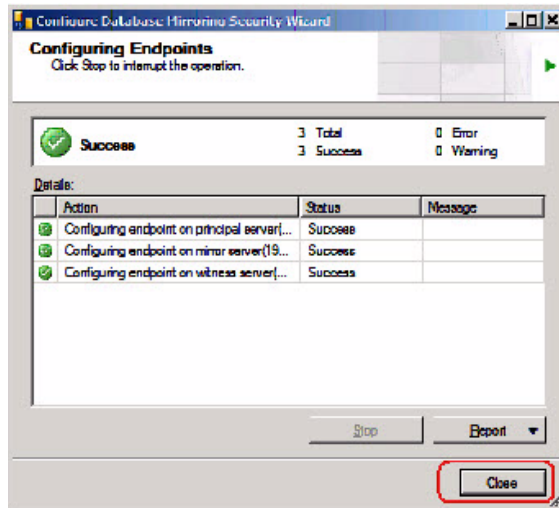 Configure Database Mirroring Security Wizard
Configuring Endpoints
Click Stop to interrupt the operation.
Success
3 Total
0 Error
3 Success
0 Warning
Details:
Action Status Message
Configuring endpoint on principal server(... Success
Configuring endpoint on mirror server(19... Success
Configuring endpoint on witness server(... Success
Stop
Report
Close